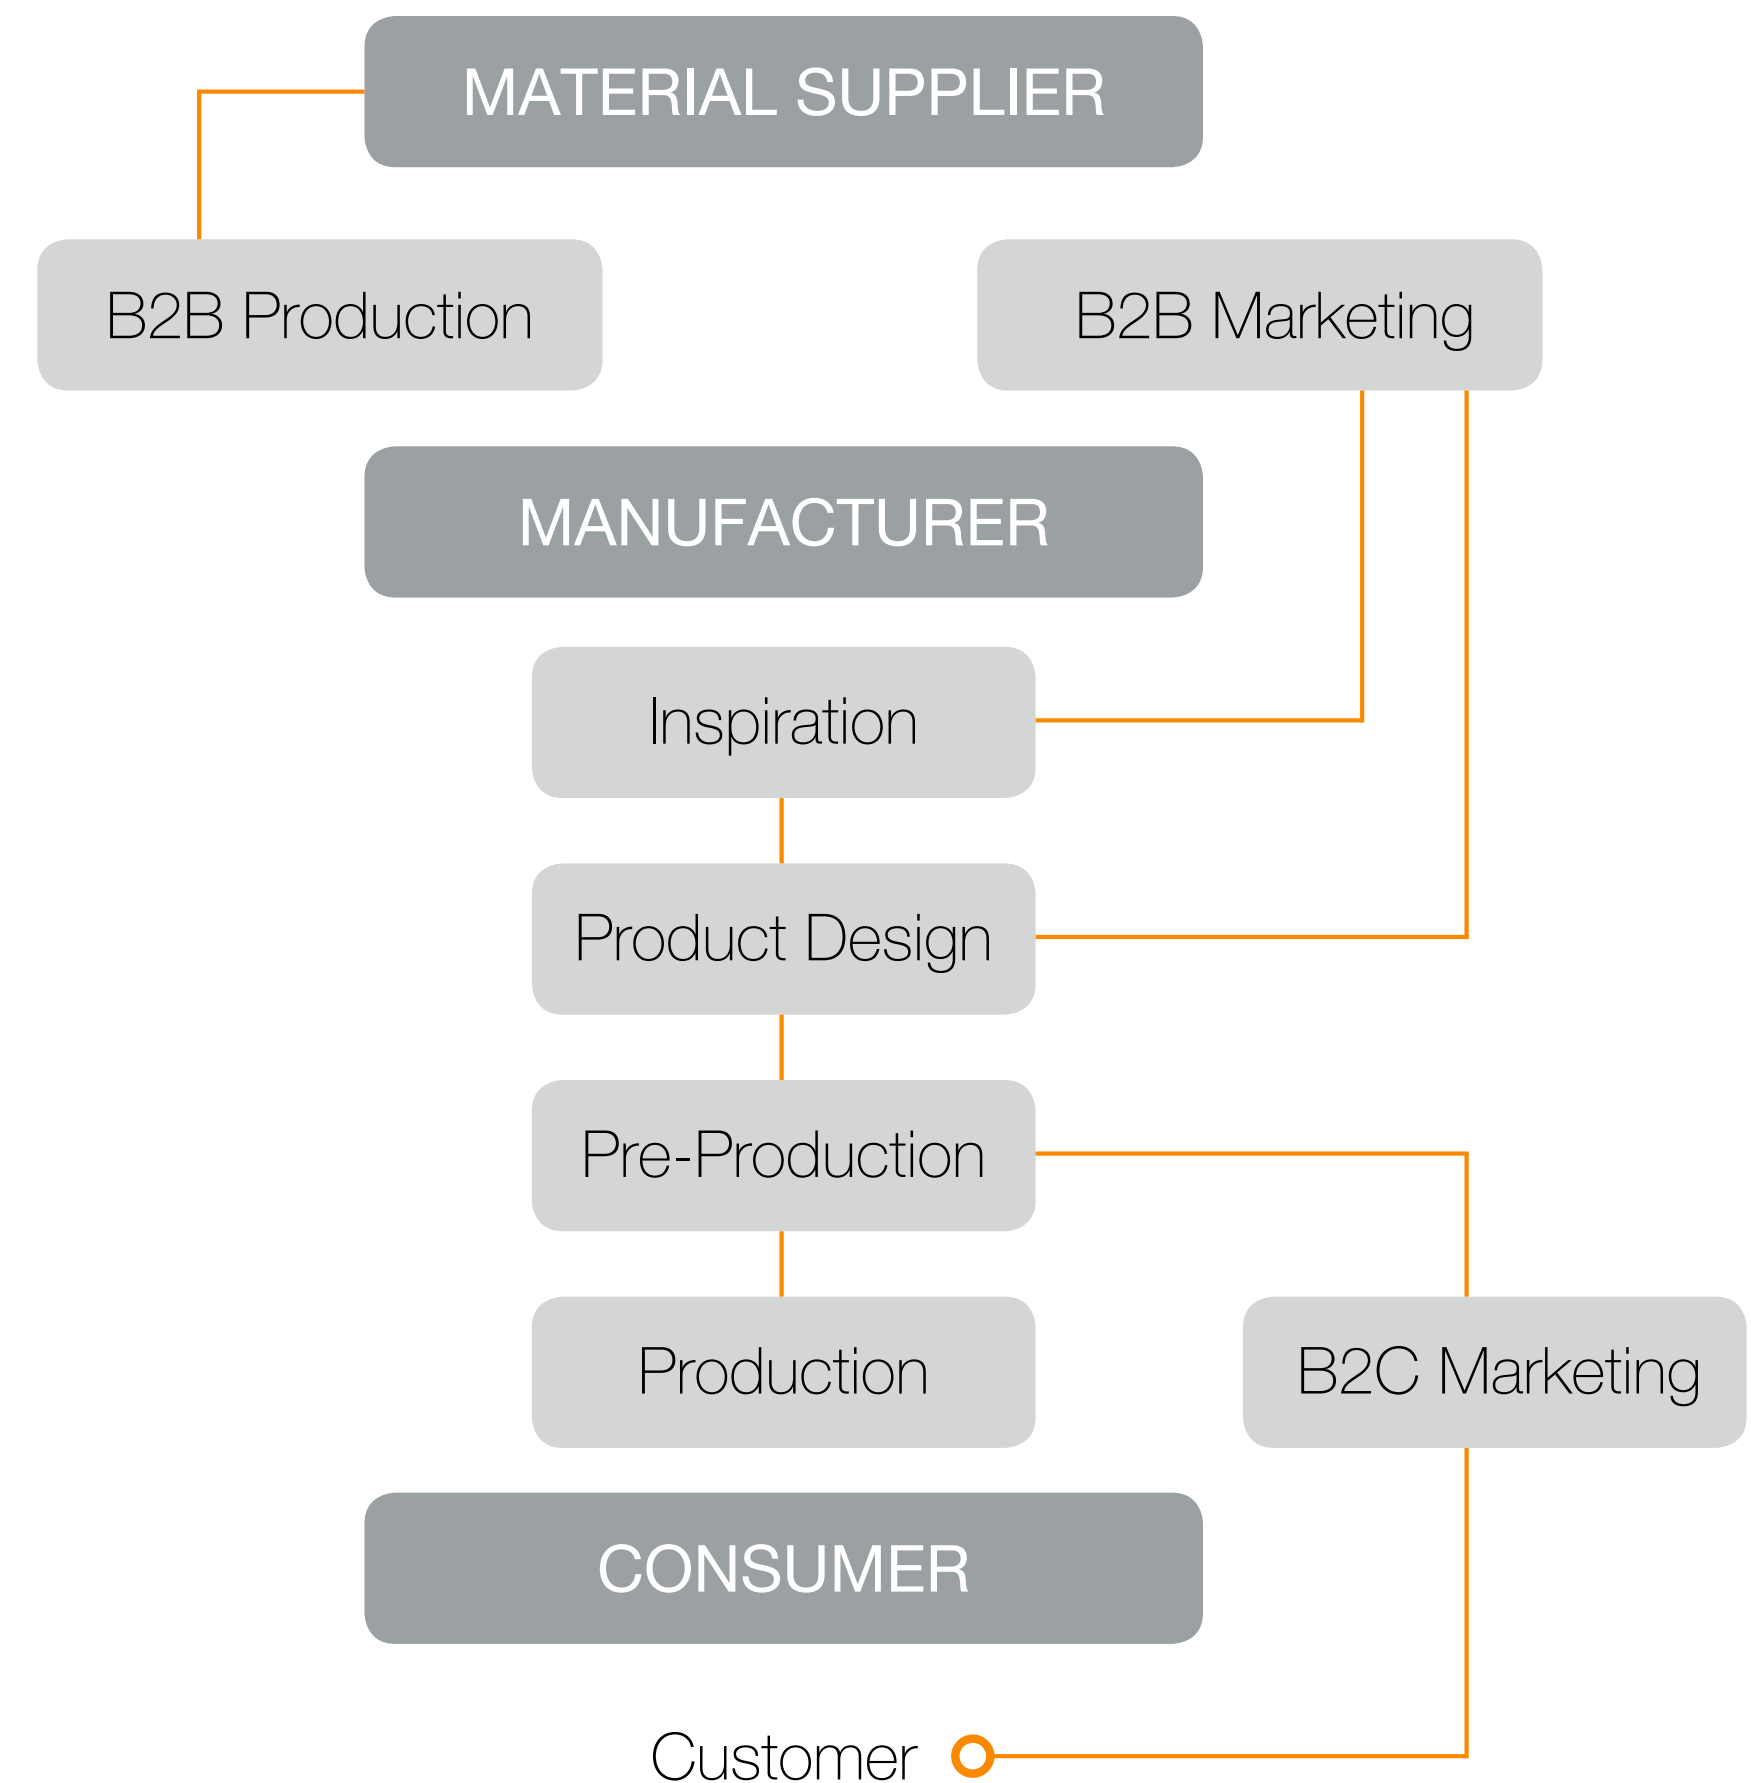 MATERIAL SUPPLIER
B2B Production
B2B Marketing
MANUFACTURER
Inspiration
Product Design
Pre-Production
Production
B2C Marketing
CONSUMER
Customer